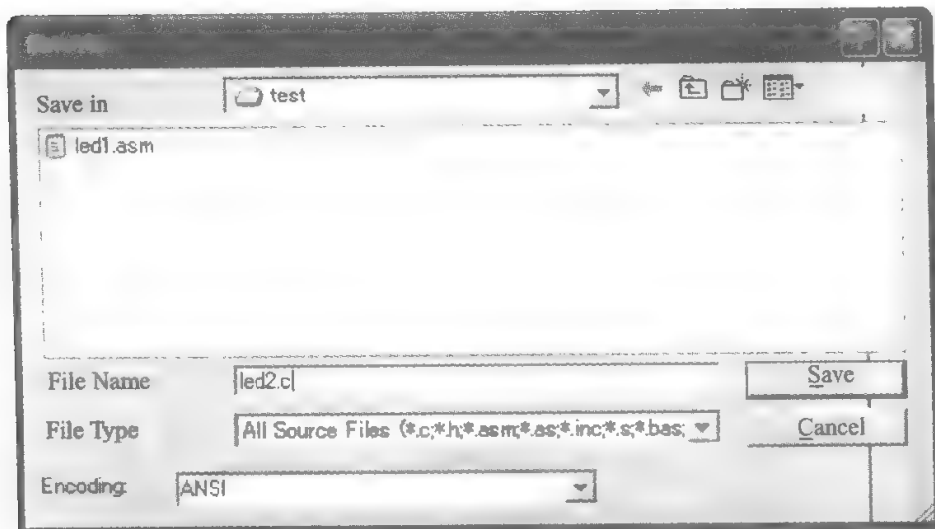 Save in
test
led1.asm
File Name
led2.c
Save
File Type
All Source Files (*.c;*.h;*.asm;*.as;*.inc;*.s;*.bas;
Cancel
Encoding:
ANSI